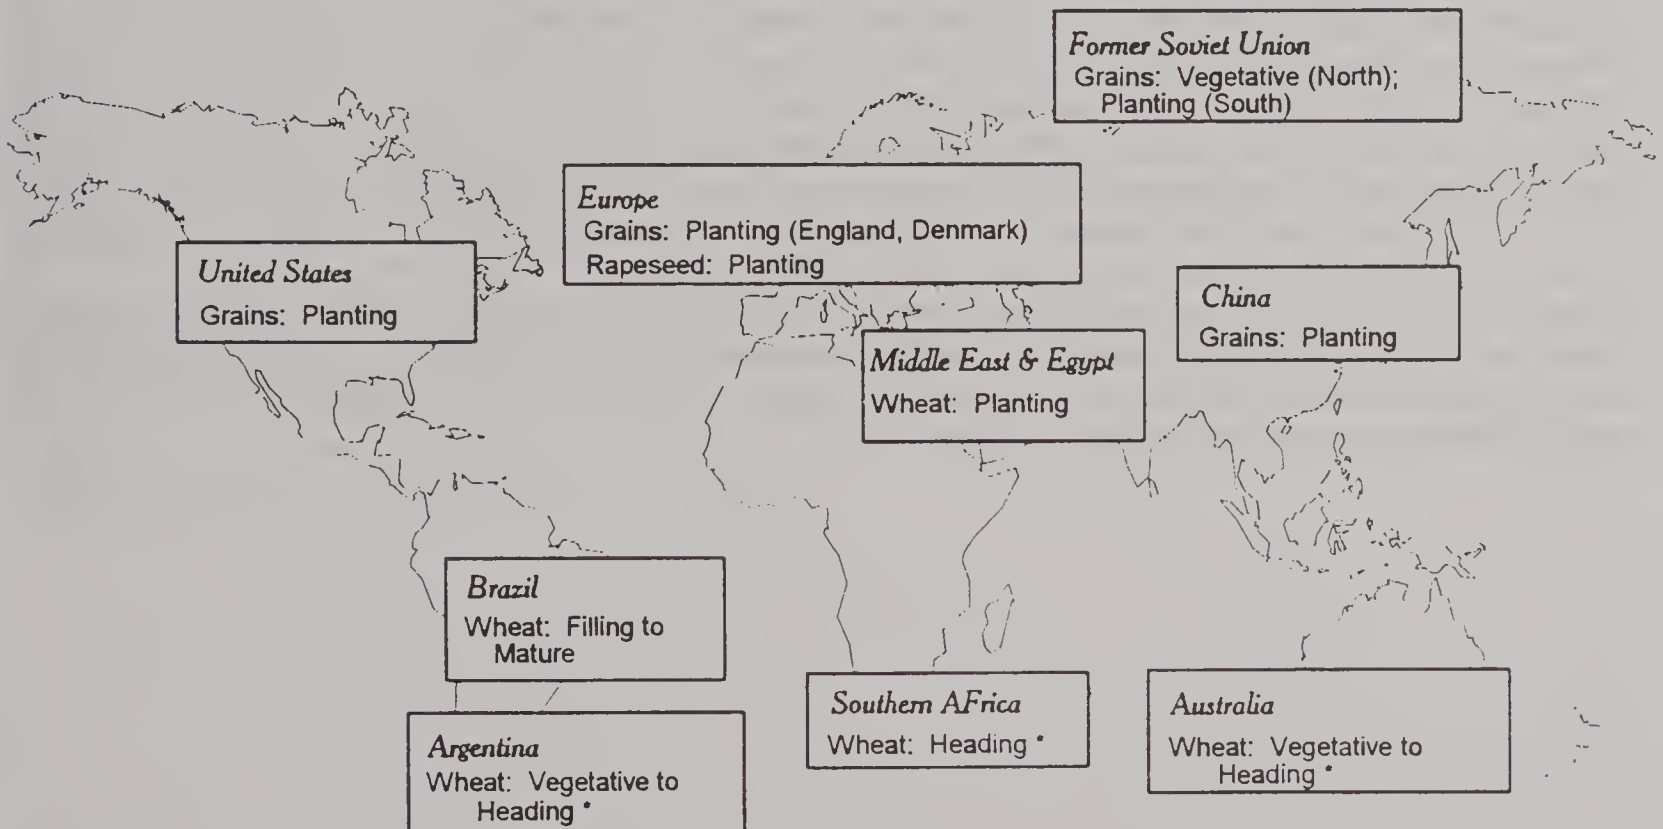 Former Soviet Union
Grains: Vegetative (North);
Planting (South)
Europe
Grains: Planting (England, Denmark)
Rapeseed: Planting
United States
Grains: Planting
China
Grains: Planting
Middle East & Egypt
Wheat: Planting
Brazil
Wheat: Filling to
Mature
Southern AFrica
Wheat: Heading *
Australia
Wheat: Vegetative to
Heading *
Argentina
Wheat: Vegetative to
Heading *